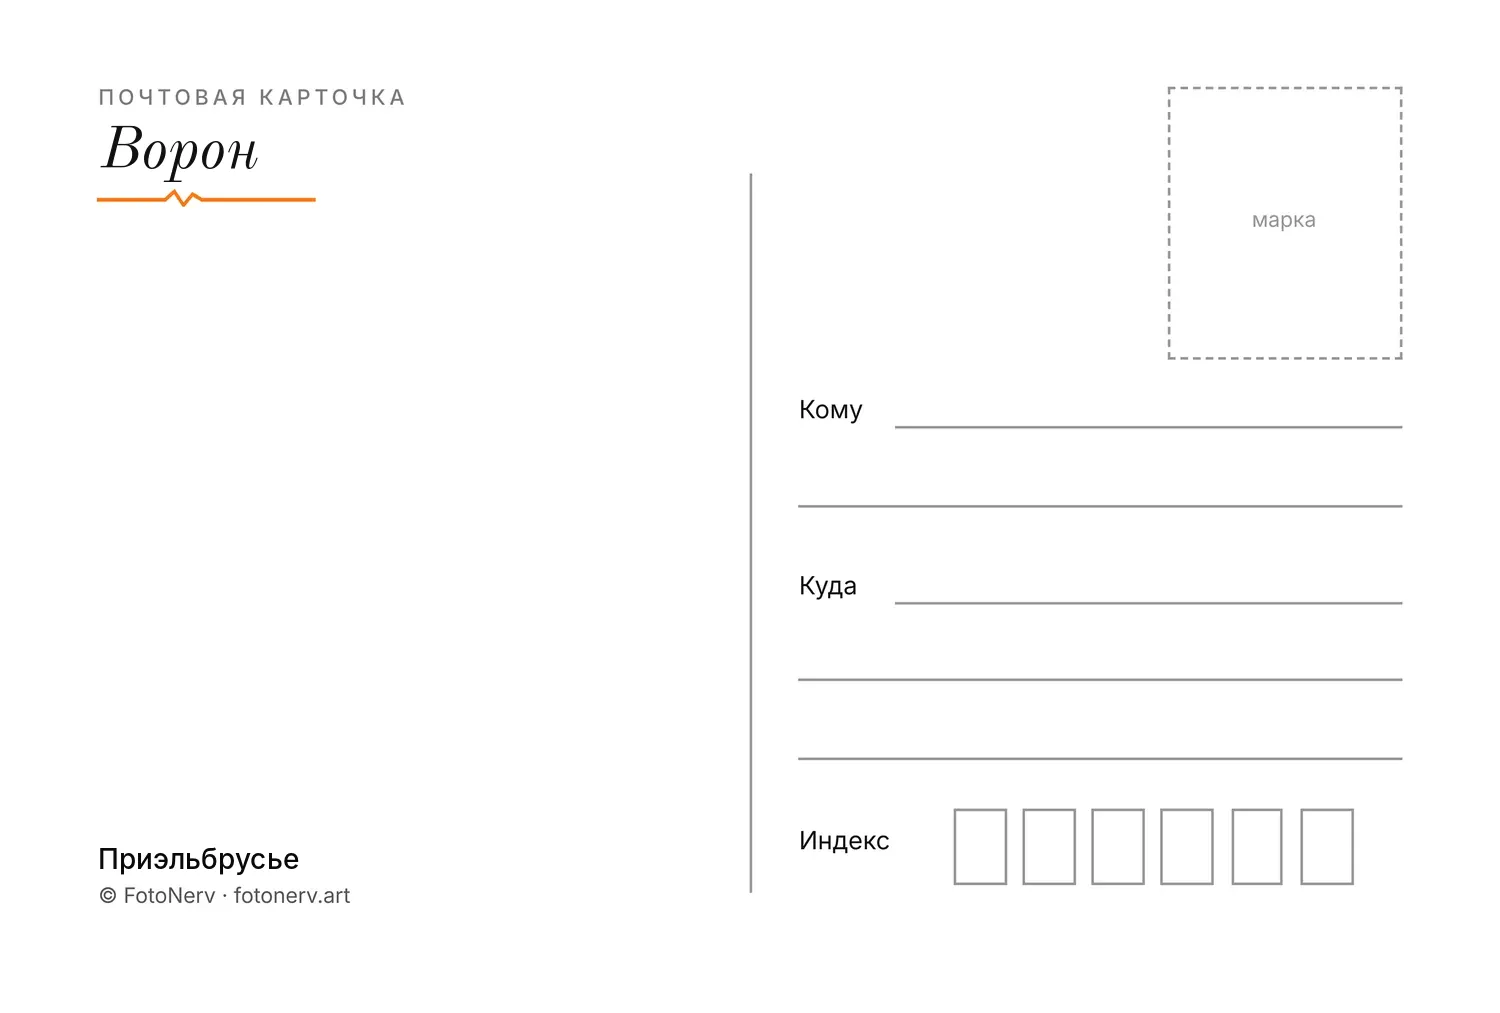 ПОЧТОВАЯ КАРТОЧКА
Ворон
марка
Кому
Куда
Индекс
Приэльбрусье
© FotoNerv · fotonerv.art